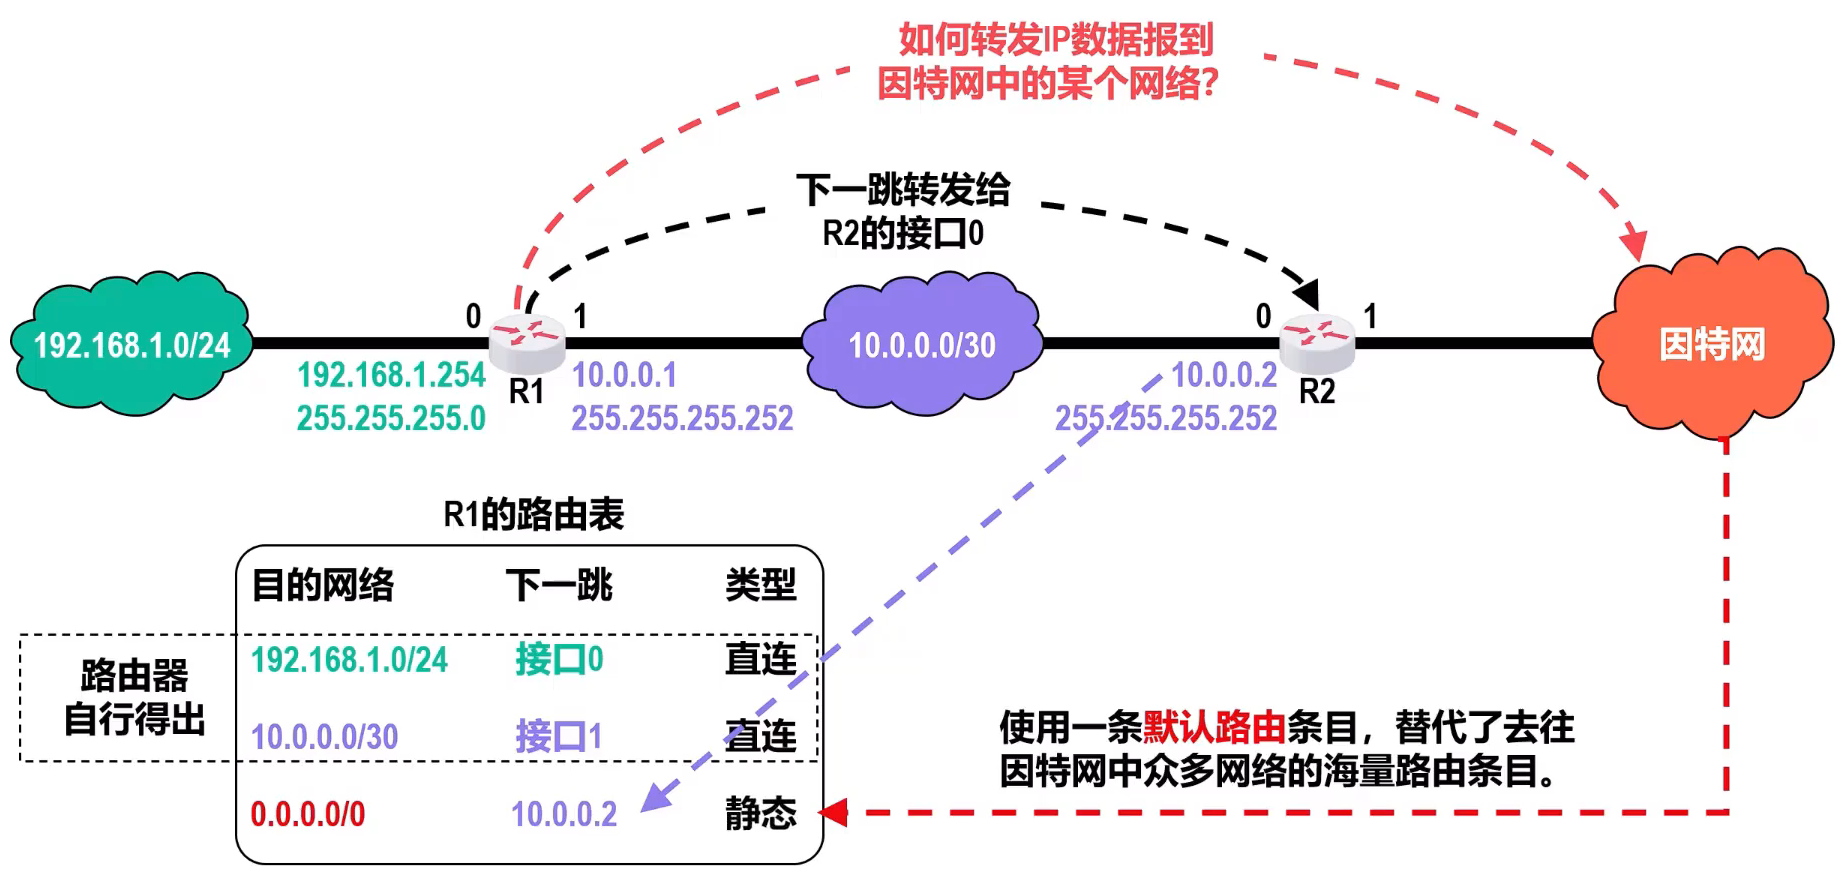 如何转发IP数据报到
因特网中的某个网络？
下一跳转发给
R2的接口0
0
1
0
1
192.168.1.0/24
10.0.0.0/30
因特网
192.168.1.254
255.255.255.0
R1
10.0.0.1
255.255.255.252
10.0.0.2
255.255.255.252
R2
R1的路由表
目的网络 下一跳 类型
路由器
自行得出
192.168.1.0/24 接口0 直连
10.0.0.0/30 接口1 直连
0.0.0.0/0 10.0.0.2 静态
使用一条默认路由条目，替代了去往
因特网中众多网络的海量路由条目。